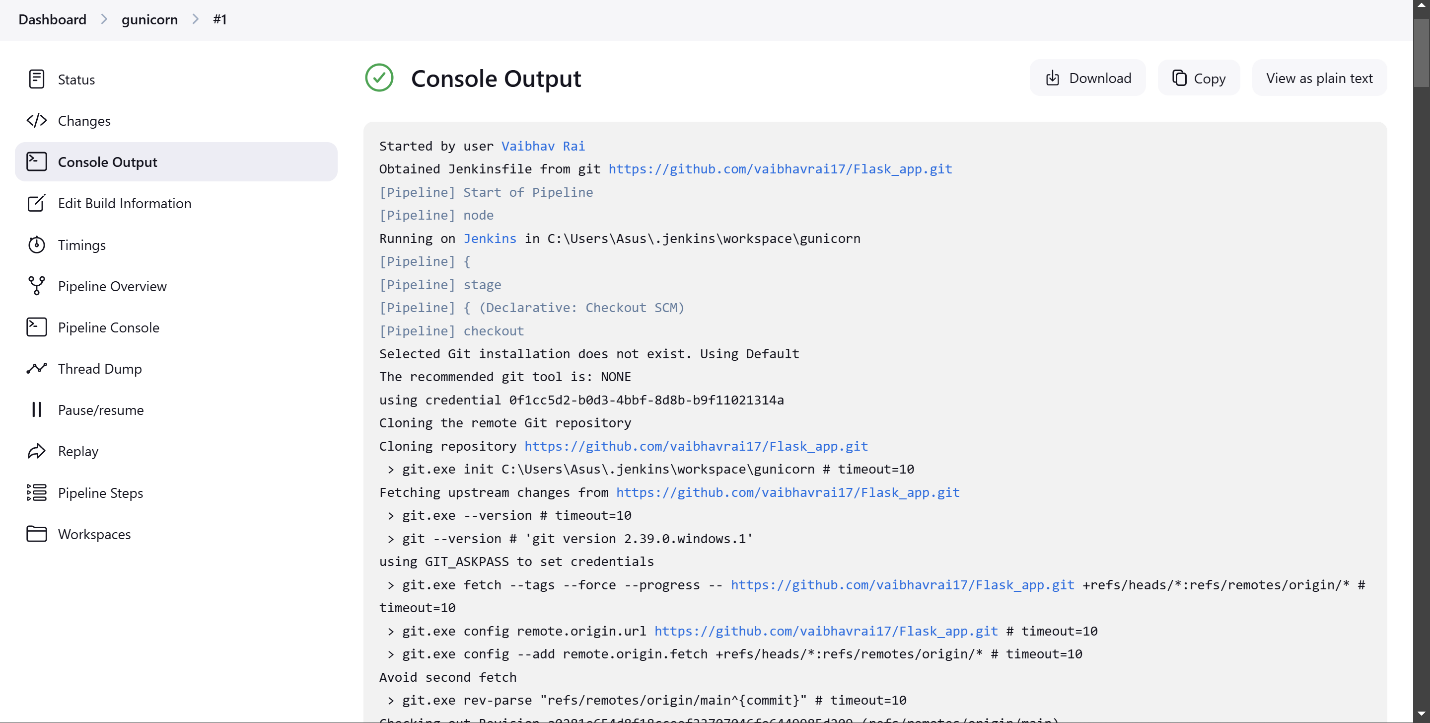 Dashboard > gunicorn > #1
Status
Changes
Console Output
Edit Build Information
Timings
Pipeline Overview
Pipeline Console
Thread Dump
Pause/resume
Replay
Pipeline Steps
Workspaces
Console Output
Download
Copy
View as plain text
Started by user Vaibhav Rai
Obtained Jenkinsfile from git https://github.com/vaibhavrai17/Flask_app.git
[Pipeline] Start of Pipeline
[Pipeline] node
Running on Jenkins in C:\Users\Asus\.jenkins\workspace\gunicorn
[Pipeline] {
[Pipeline] stage
[Pipeline] { (Declarative: Checkout SCM)
[Pipeline] checkout
Selected Git installation does not exist. Using Default
The recommended git tool is: NONE
using credential 0f1cc5d2-b0d3-4bbf-8d8b-b9f11021314a
Cloning the remote Git repository
Cloning repository https://github.com/vaibhavrai17/Flask_app.git
> git.exe init C:\Users\Asus\.jenkins\workspace\gunicorn # timeout=10
Fetching upstream changes from https://github.com/vaibhavrai17/Flask_app.git
> git.exe --version # timeout=10
> git --version # 'git version 2.39.0.windows.1'
using GIT_ASKPASS to set credentials
> git.exe fetch --tags --force --progress -- https://github.com/vaibhavrai17/Flask_app.git +refs/heads/*:refs/remotes/origin/* #
timeout=10
> git.exe config remote.origin.url https://github.com/vaibhavrai17/Flask_app.git # timeout=10
> git.exe config --add remote.origin.fetch +refs/heads/*:refs/remotes/origin/* # timeout=10
Avoid second fetch
> git.exe rev-parse "refs/remotes/origin/main^{commit}" # timeout=10
Checking out Revision (refs/remotes/origin/main)